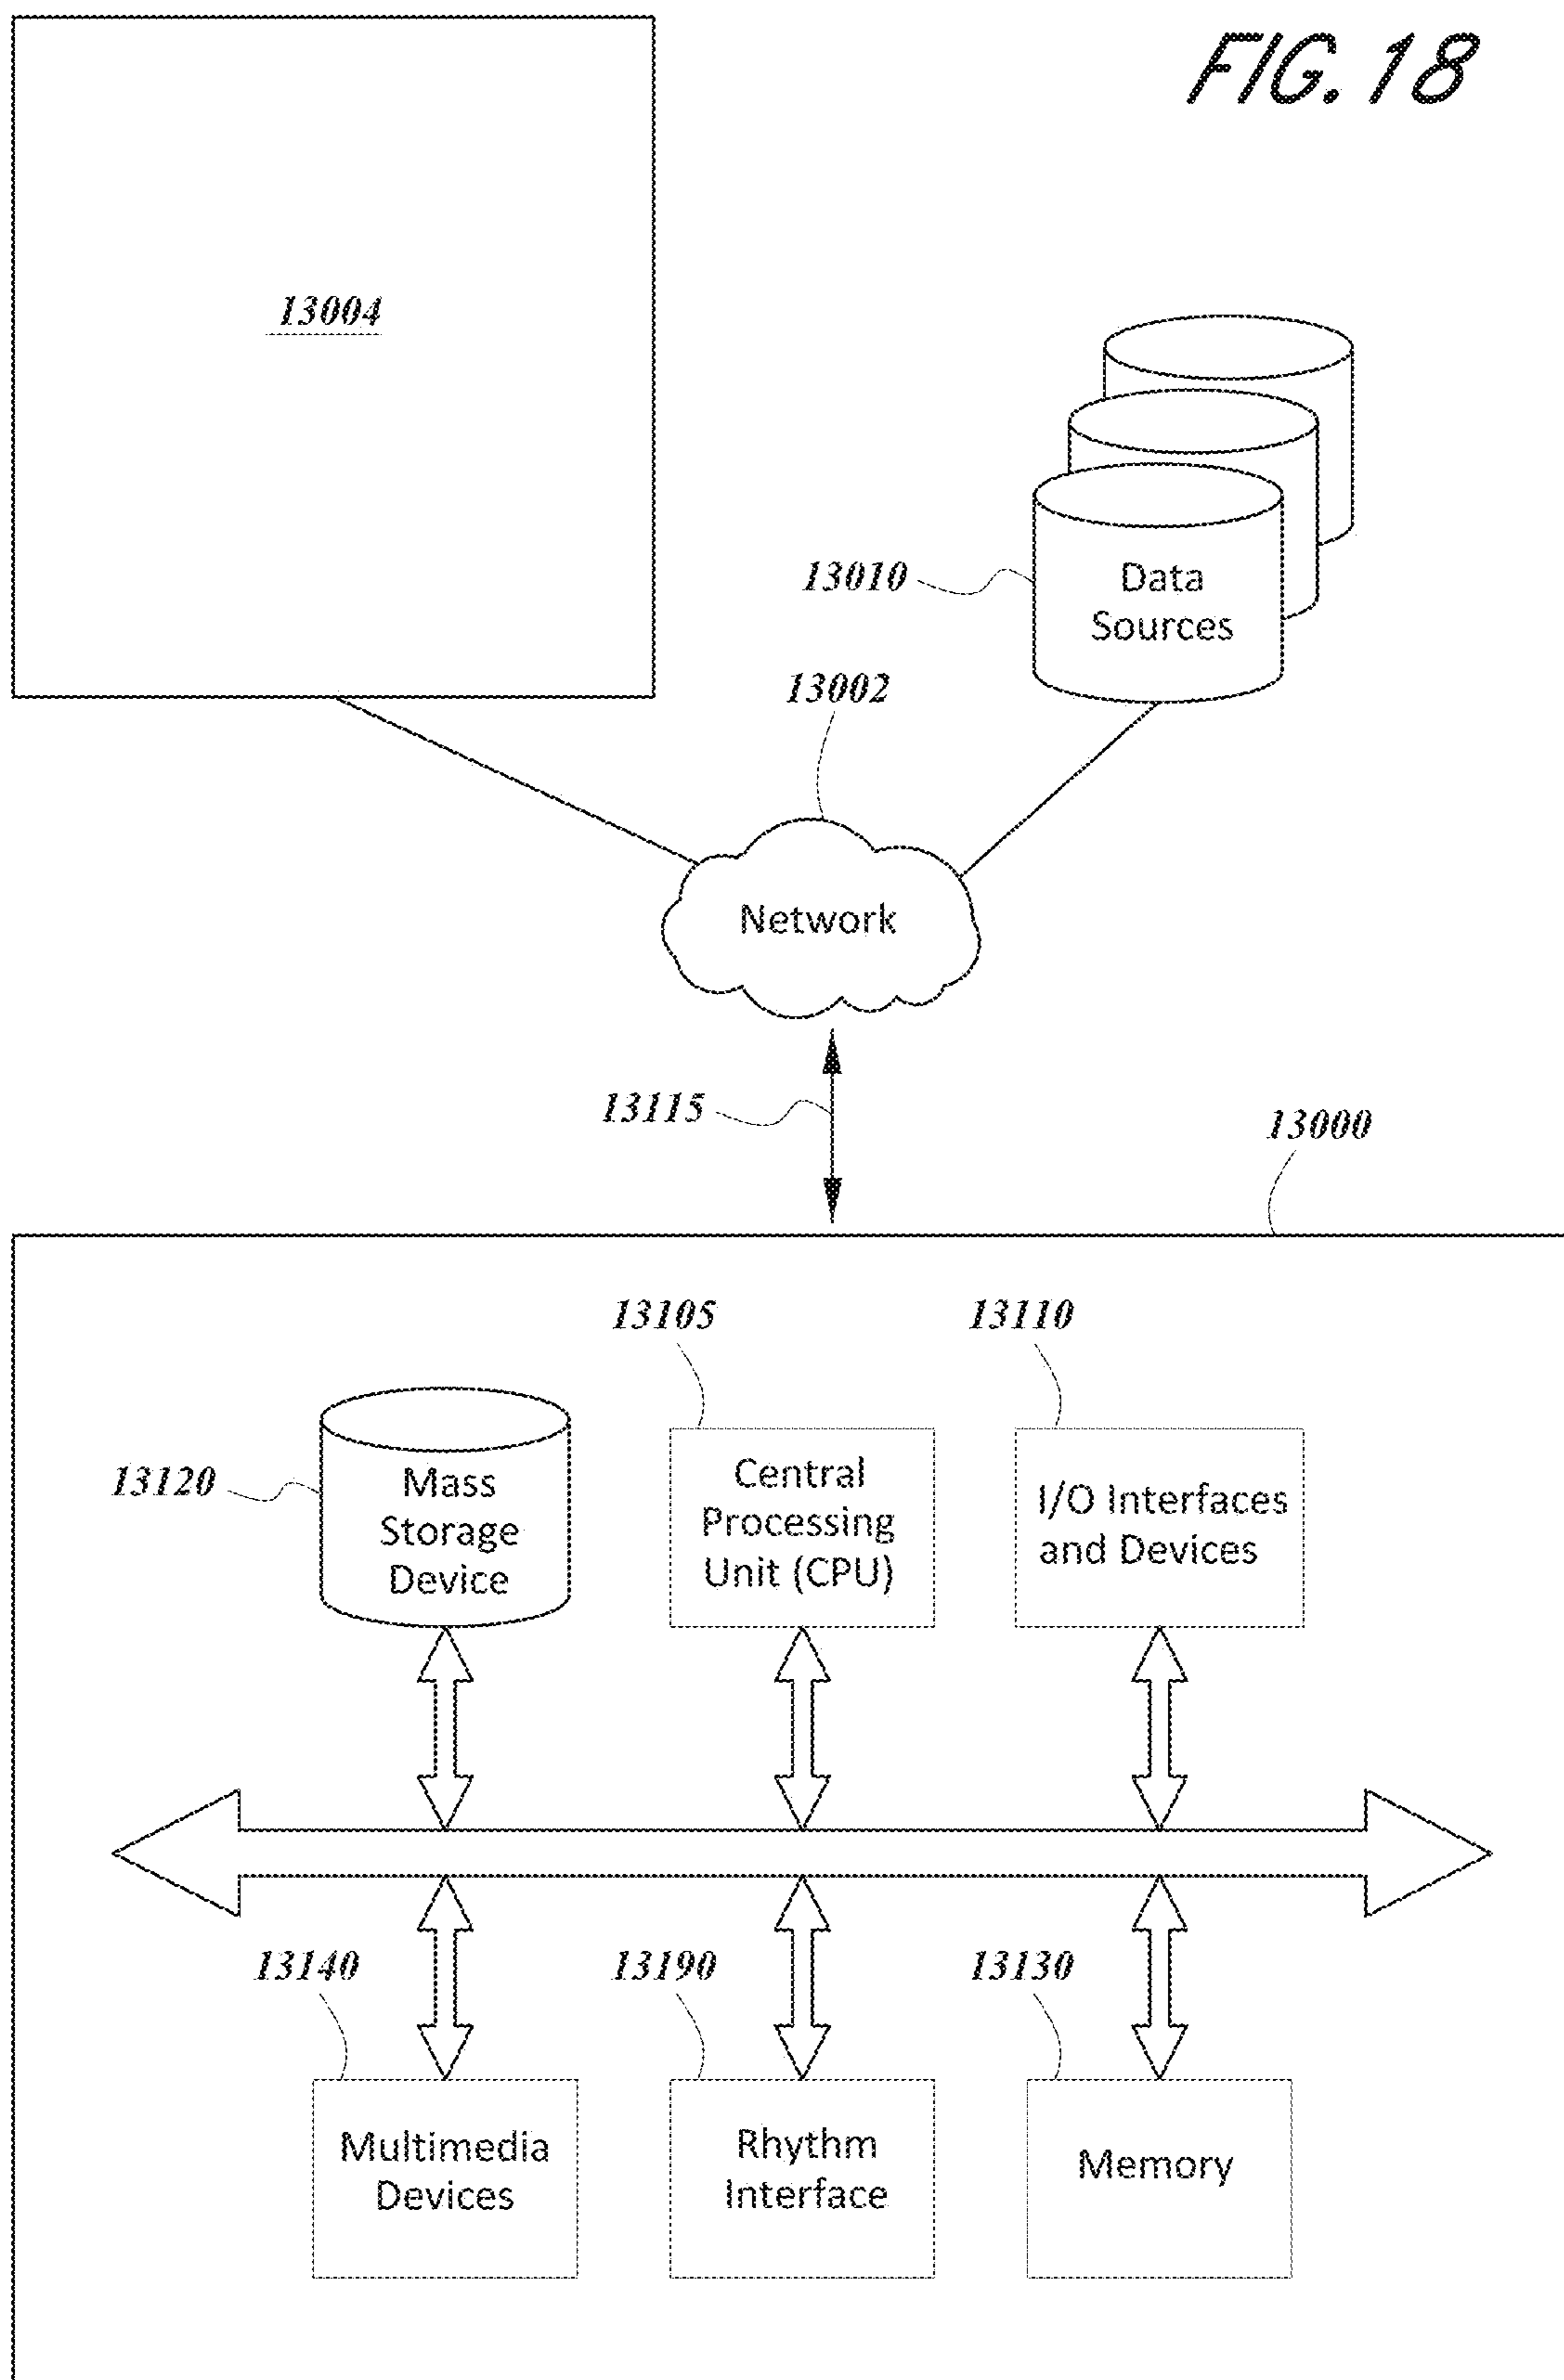 FIG. 18
13004
13010
Data
Sources
13002
Network
13115
13000
13105
13110
13120
Mass
Storage
Device
Central
Processing
Unit (CPU)
I/O Interfaces
and Devices
13140
13190
13130
Multimedia
Devices
Rhythm
Interface
Memory